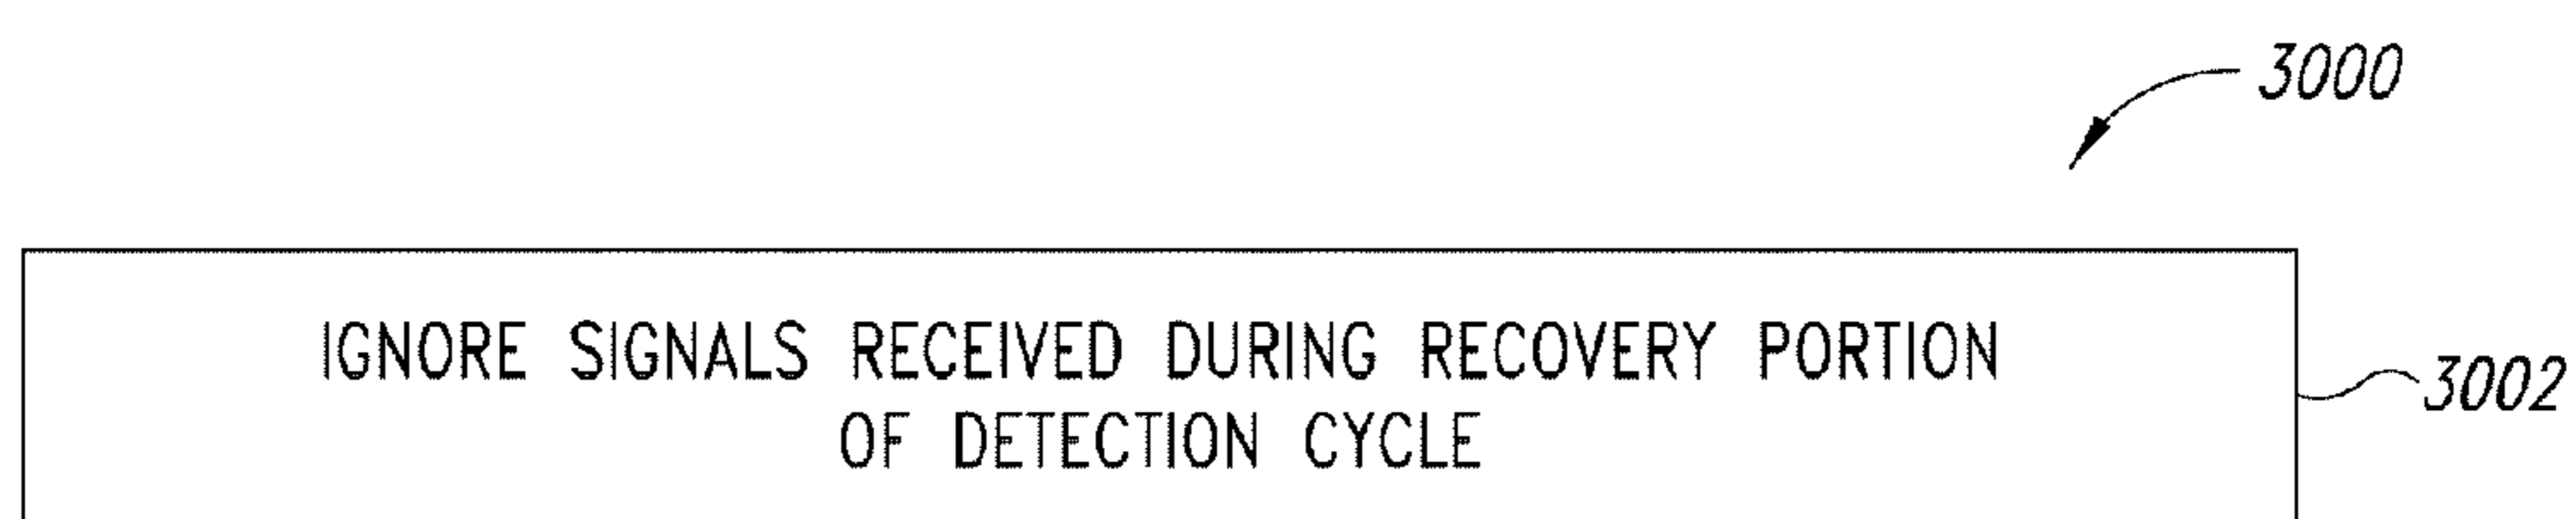 3000
IGNORE SIGNALS RECEIVED DURING RECOVERY PORTION
OF DETECTION CYCLE
3002